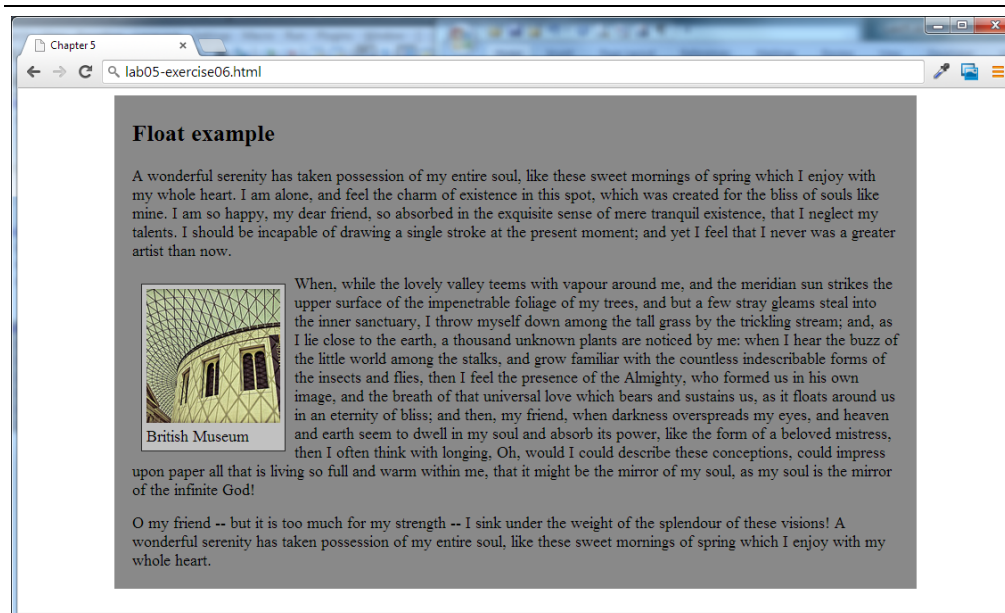 Chapter 5
lab05-exercise06.html
Float example
A wonderful serenity has taken possession of my entire soul, like these sweet mornings of spring which I enjoy with
my whole heart. I am alone, and feel the charm of existence in this spot, which was created for the bliss of souls like
mine. I am so happy, my dear friend, so absorbed in the exquisite sense of mere tranquil existence, that I neglect my
talents. I should be incapable of drawing a single stroke at the present moment; and yet I feel that I never was a greater
artist than now.
When, while the lovely valley teems with vapour around me, and the meridian sun strikes the
upper surface of the impenetrable foliage of my trees, and but a few stray gleams steal into
the inner sanctuary, I throw myself down among the tall grass by the trickling stream; and, as
I lie close to the earth, a thousand unknown plants are noticed by me: when I hear the buzz of
the little world among the stalks, and grow familiar with the countless indescribable forms of
the insects and flies, then I feel the presence of the Almighty, who formed us in his own
image, and the breath of that universal love which bears and sustains us, as it floats around us
in an eternity of bliss; and then, my friend, when darkness overspreads my eyes, and heaven
and earth seem to dwell in my soul and absorb its power, like the form of a beloved mistress,
then I often think with longing, Oh, would I could describe these conceptions, could impress
upon paper all that is living so full and warm within me, that it might be the mirror of my soul, as my soul is the mirror
of the infinite God!
British Museum
O my friend -- but it is too much for my strength -- I sink under the weight of the splendour of these visions! A
wonderful serenity has taken possession of my entire soul, like these sweet mornings of spring which I enjoy with my
whole heart.